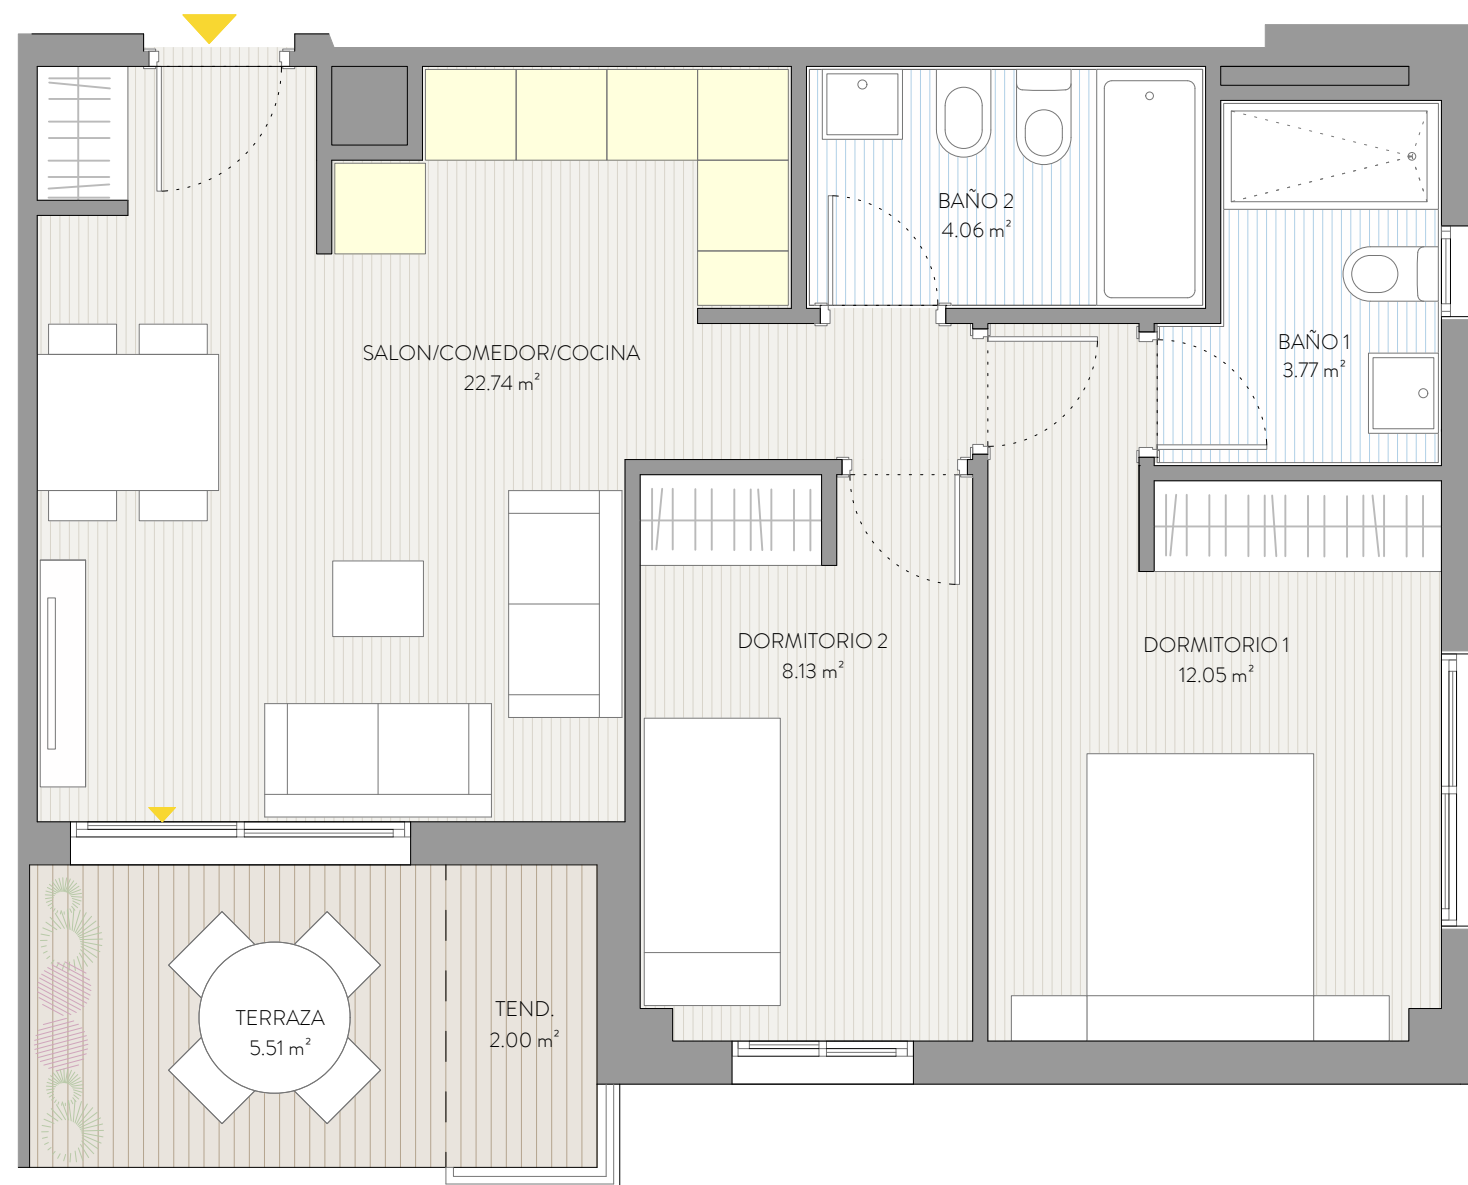 BAÑO 2
4.06 m²
BAÑO 1
3.77 m²
SALON/COMEDOR/COCINA
22.74 m²
DORMITORIO 2
8.13 m²
DORMITORIO 1
12.05 m²
TERRAZA
5.51 m²
TEND.
2.00 m²